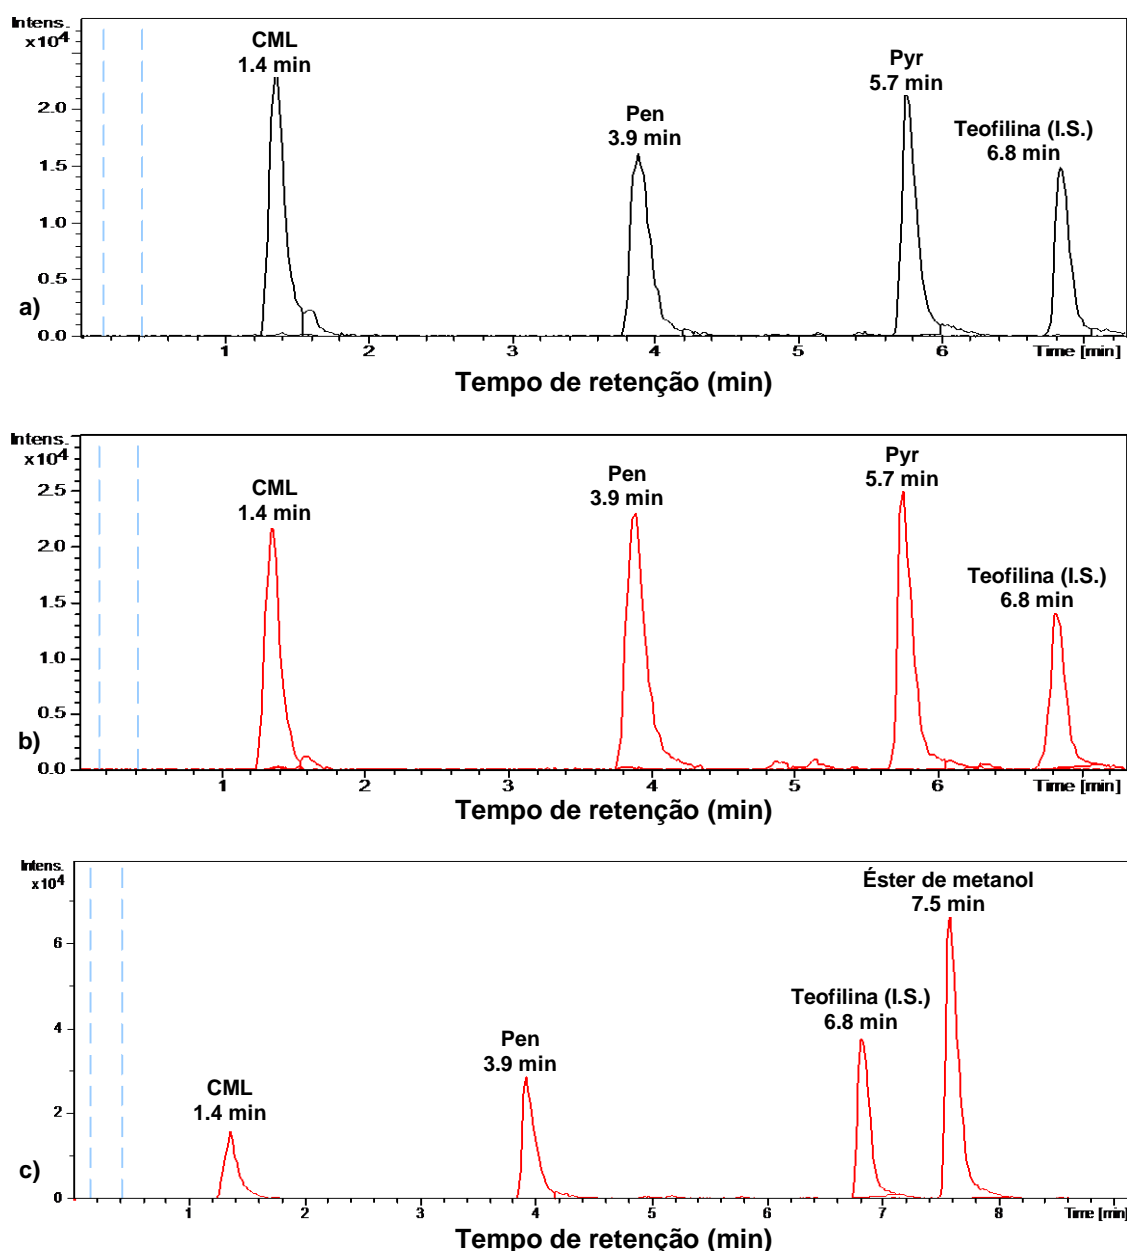 Intens.
x10⁴
CML
1.4 min
Pen
3.9 min
Pyr
5.7 min
Teofilina (I.S.)
6.8 min
2.0
1.5
1.0
0.5
0.0
a)
1 2 3 4 5 6 Time [min]
Tempo de retenção (min)
Intens.
x10⁴
CML
1.4 min
Pen
3.9 min
Pyr
5.7 min
Teofilina (I.S.)
6.8 min
2.5
2.0
1.5
1.0
0.5
0.0
b)
1 2 3 4 5 6 Time [min]
Tempo de retenção (min)
Intens.
x10⁴
Éster de metanol
7.5 min
Teofilina (I.S.)
6.8 min
Pen
3.9 min
CML
1.4 min
6
4
2
0
c)
1 2 3 4 5 6 7 8 Time [min]
Tempo de retenção (min)